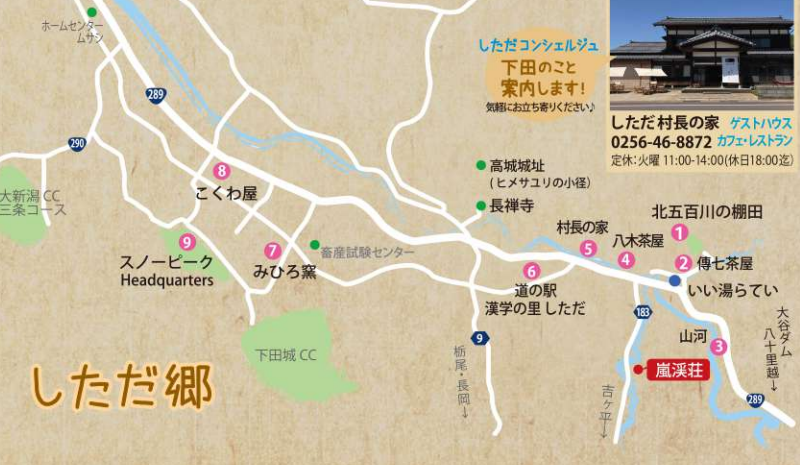 ホームセンター
ムサシ
289
290
しただコンシェルジュ
下田のこと
案内します!
気軽にお立ち寄りください♪
しただ 村長の家 ゲストハウス
0256-46-8872 カフェ・レストラン
定休:火曜 11:00-14:00(休日18:00迄)
大新潟CC
三条コース
8
こくわ屋
高城城址
(ヒメサユリの小径)
長禅寺
北五百川の棚田
1
9
スノーピーク
Headquarters
7
みひろ窯
畜産試験センター
村長の家
5
八木茶屋
4
2 傳七茶屋
いい湯らてい
6
道の駅
漢学の里 しただ
183
山河
3
大谷ダム
八十里越→
9
栃尾・長岡→
下田城CC
嵐渓荘
吉ヶ平→
289
しただ郷